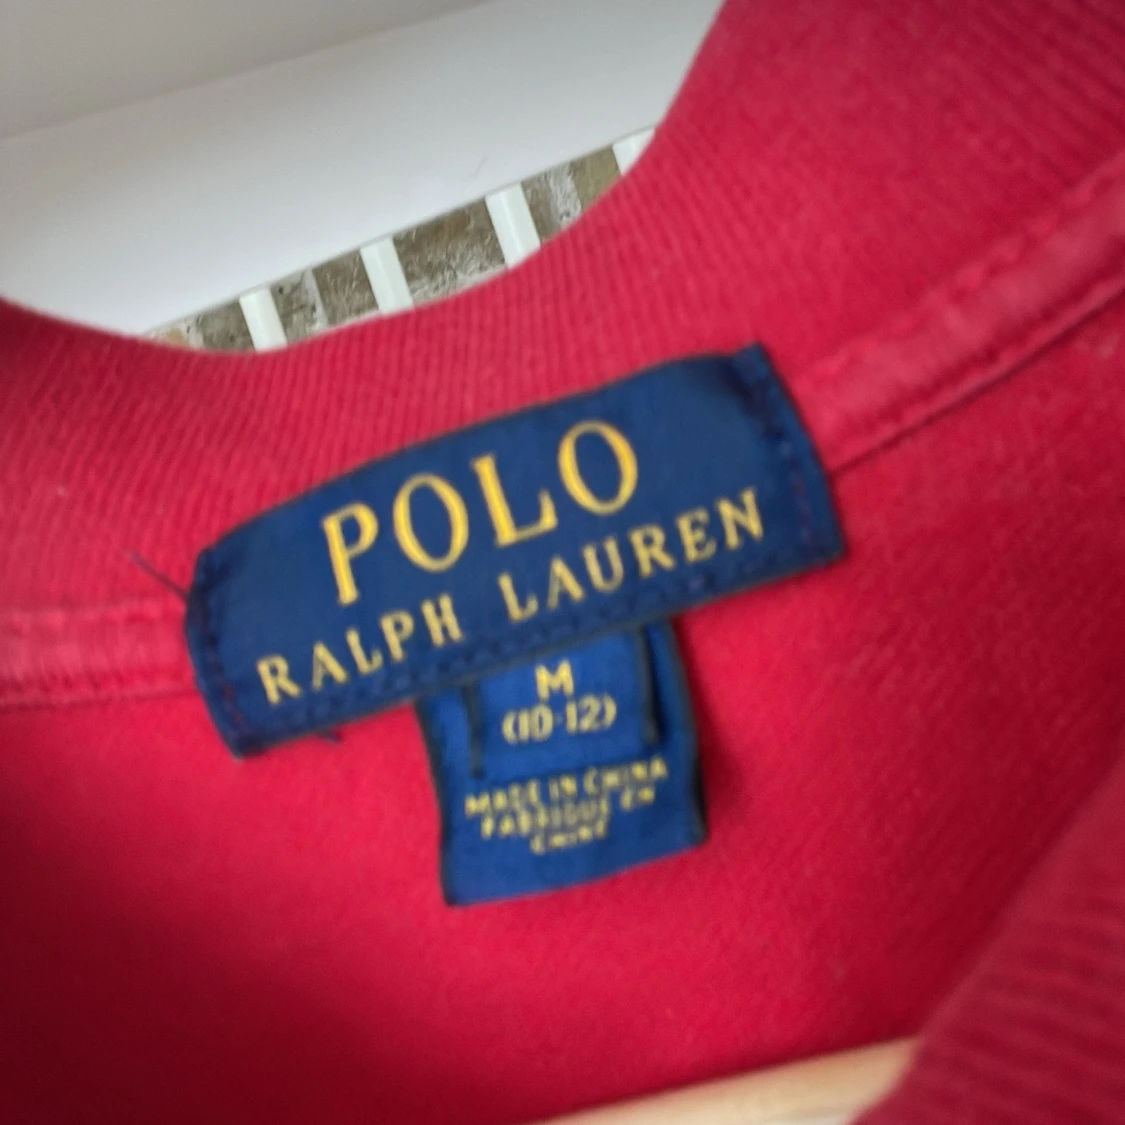 POLO
RALPH LAUREN
M
(10-12)
MADE IN CHINA
FABRIQUE EN
CHINE